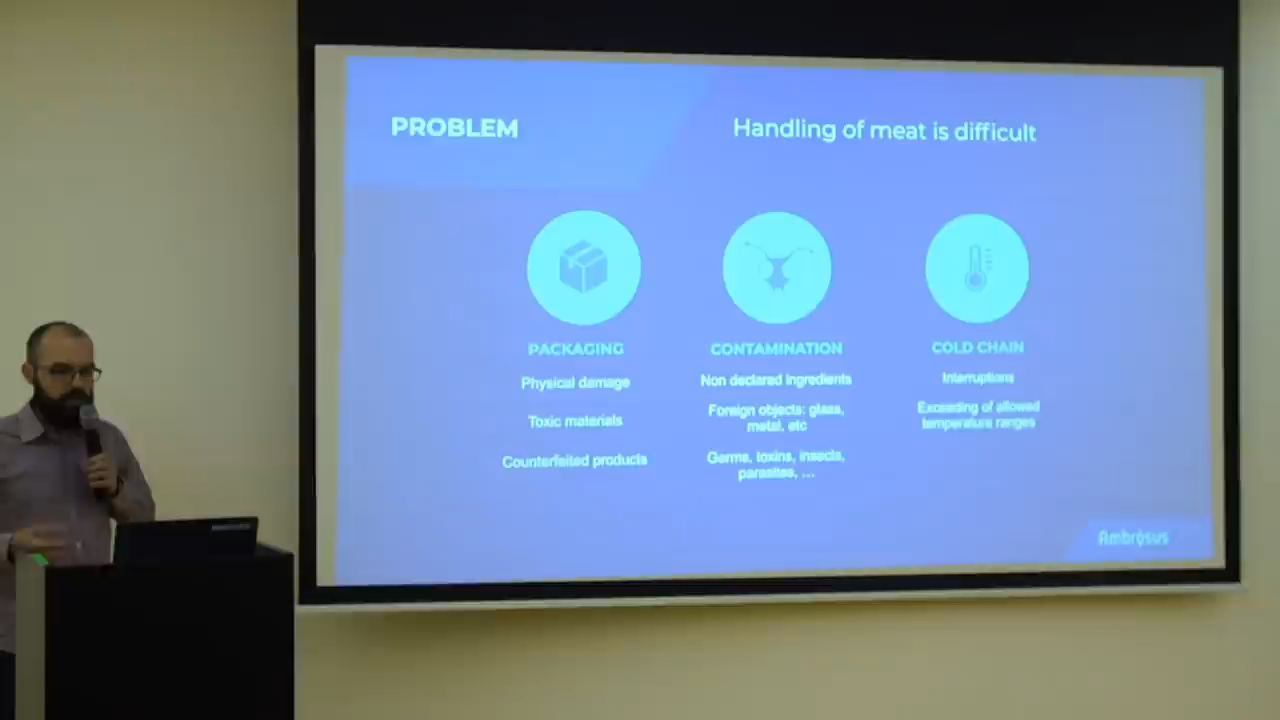 PROBLEM
Handling of meat is difficult
PACKAGING
Physical damage
Toxic materials
Counterfeited products
CONTAMINATION
Non declared ingredients
Foreign objects: glass,
metal, etc
Germs, toxins, insects,
parasites, ...
COLD CHAIN
Interruptions
Exceeding of allowed
temperature ranges
Ambrosus